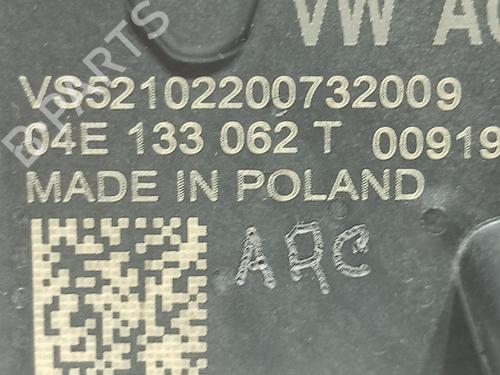 VW AG
VS52102200732009
04E 133 062 T 00919
MADE IN POLAND
ARC
B-PARTS